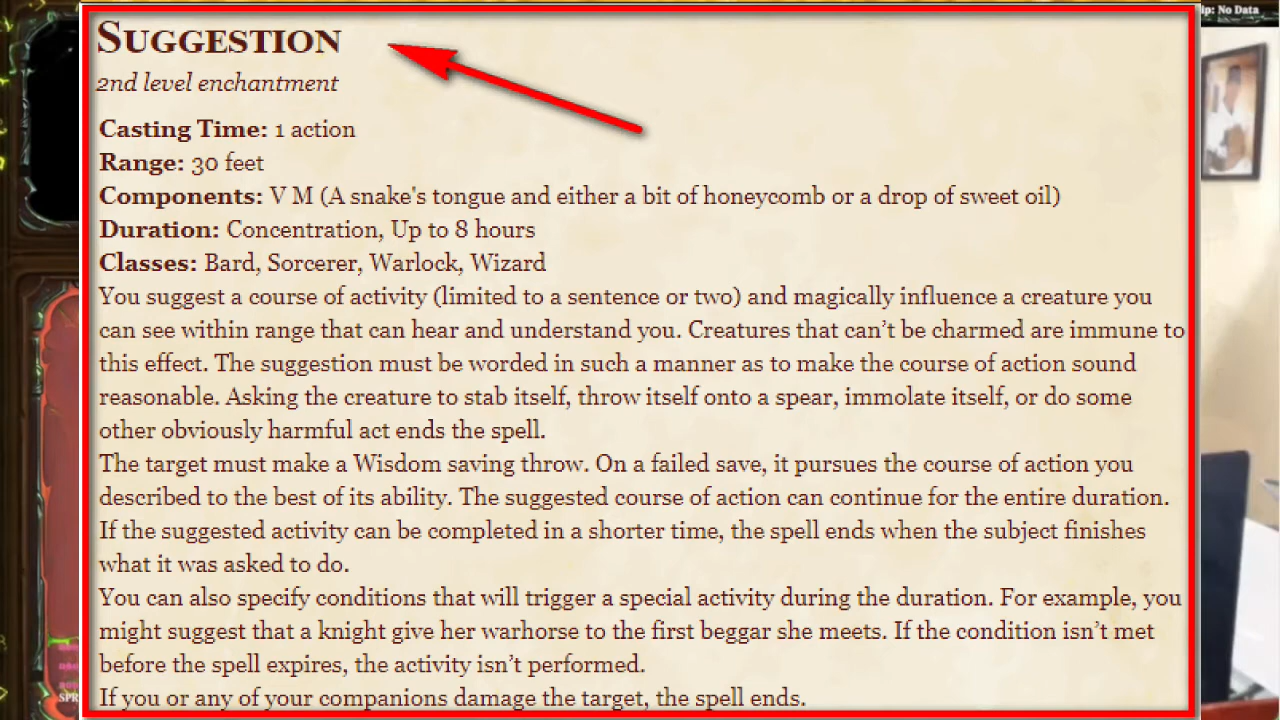 lp: No Data
SUGGESTION
2nd level enchantment
Casting Time: 1 action
Range: 30 feet
Components: V M (A snake's tongue and either a bit of honeycomb or a drop of sweet oil)
Duration: Concentration, Up to 8 hours
Classes: Bard, Sorcerer, Warlock, Wizard
You suggest a course of activity (limited to a sentence or two) and magically influence a creature you
can see within range that can hear and understand you. Creatures that can’t be charmed are immune to
this effect. The suggestion must be worded in such a manner as to make the course of action sound
reasonable. Asking the creature to stab itself, throw itself onto a spear, immolate itself, or do some
other obviously harmful act ends the spell.
The target must make a Wisdom saving throw. On a failed save, it pursues the course of action you
described to the best of its ability. The suggested course of action can continue for the entire duration.
If the suggested activity can be completed in a shorter time, the spell ends when the subject finishes
what it was asked to do.
You can also specify conditions that will trigger a special activity during the duration. For example, you
might suggest that a knight give her warhorse to the first beggar she meets. If the condition isn’t met
before the spell expires, the activity isn’t performed.
If you or any of your companions damage the target, the spell ends.
SPR